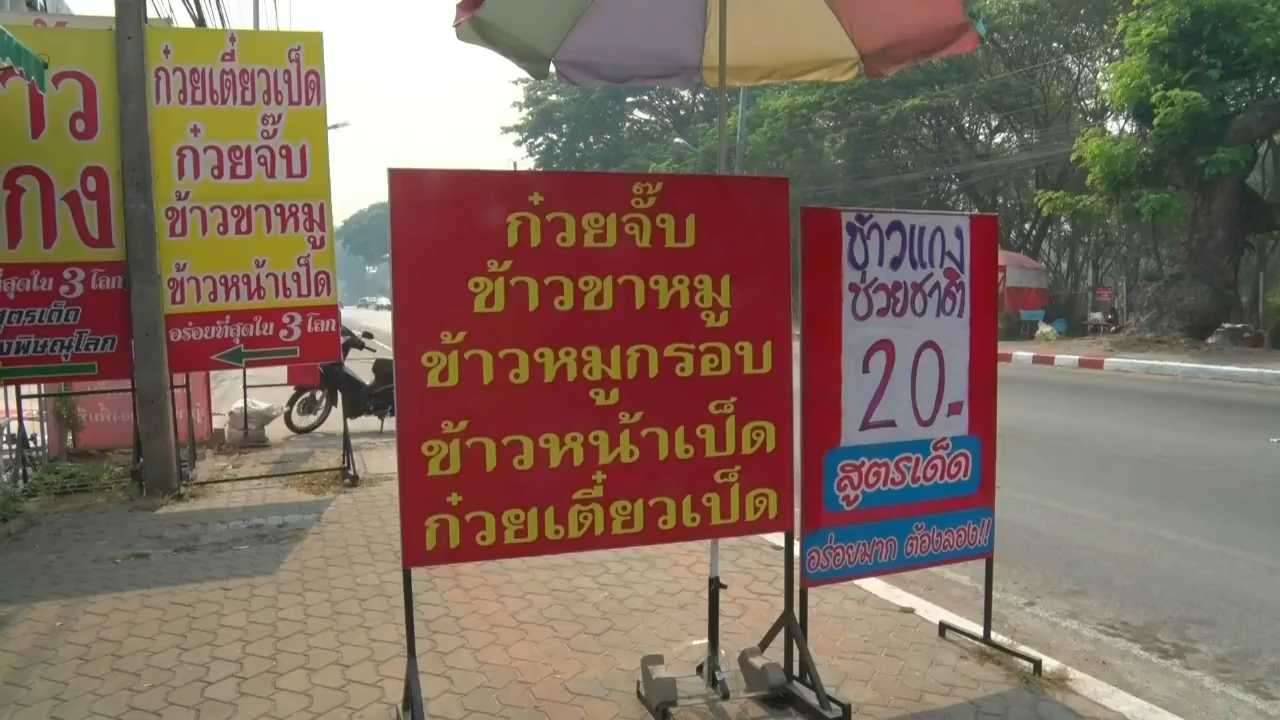 าว
กง
ที่สุดใน 3 โลก
สูตรเด็ด
พิษณุโลก
ก๋วยเตี๋ยวเป็ด
ก๋วยจั๊บ
ข้าวขาหมู
ข้าวหน้าเป็ด
อร่อยที่สุดใน 3 โลก
ก๋วยจั๊บ
ข้าวขาหมู
ข้าวหมูกรอบ
ข้าวหน้าเป็ด
ก๋วยเตี๋ยวเป็ด
ข้าวแกง
ช่วยชาติ
20.-
สูตรเด็ด
อร่อยมาก ต้องลอง!!